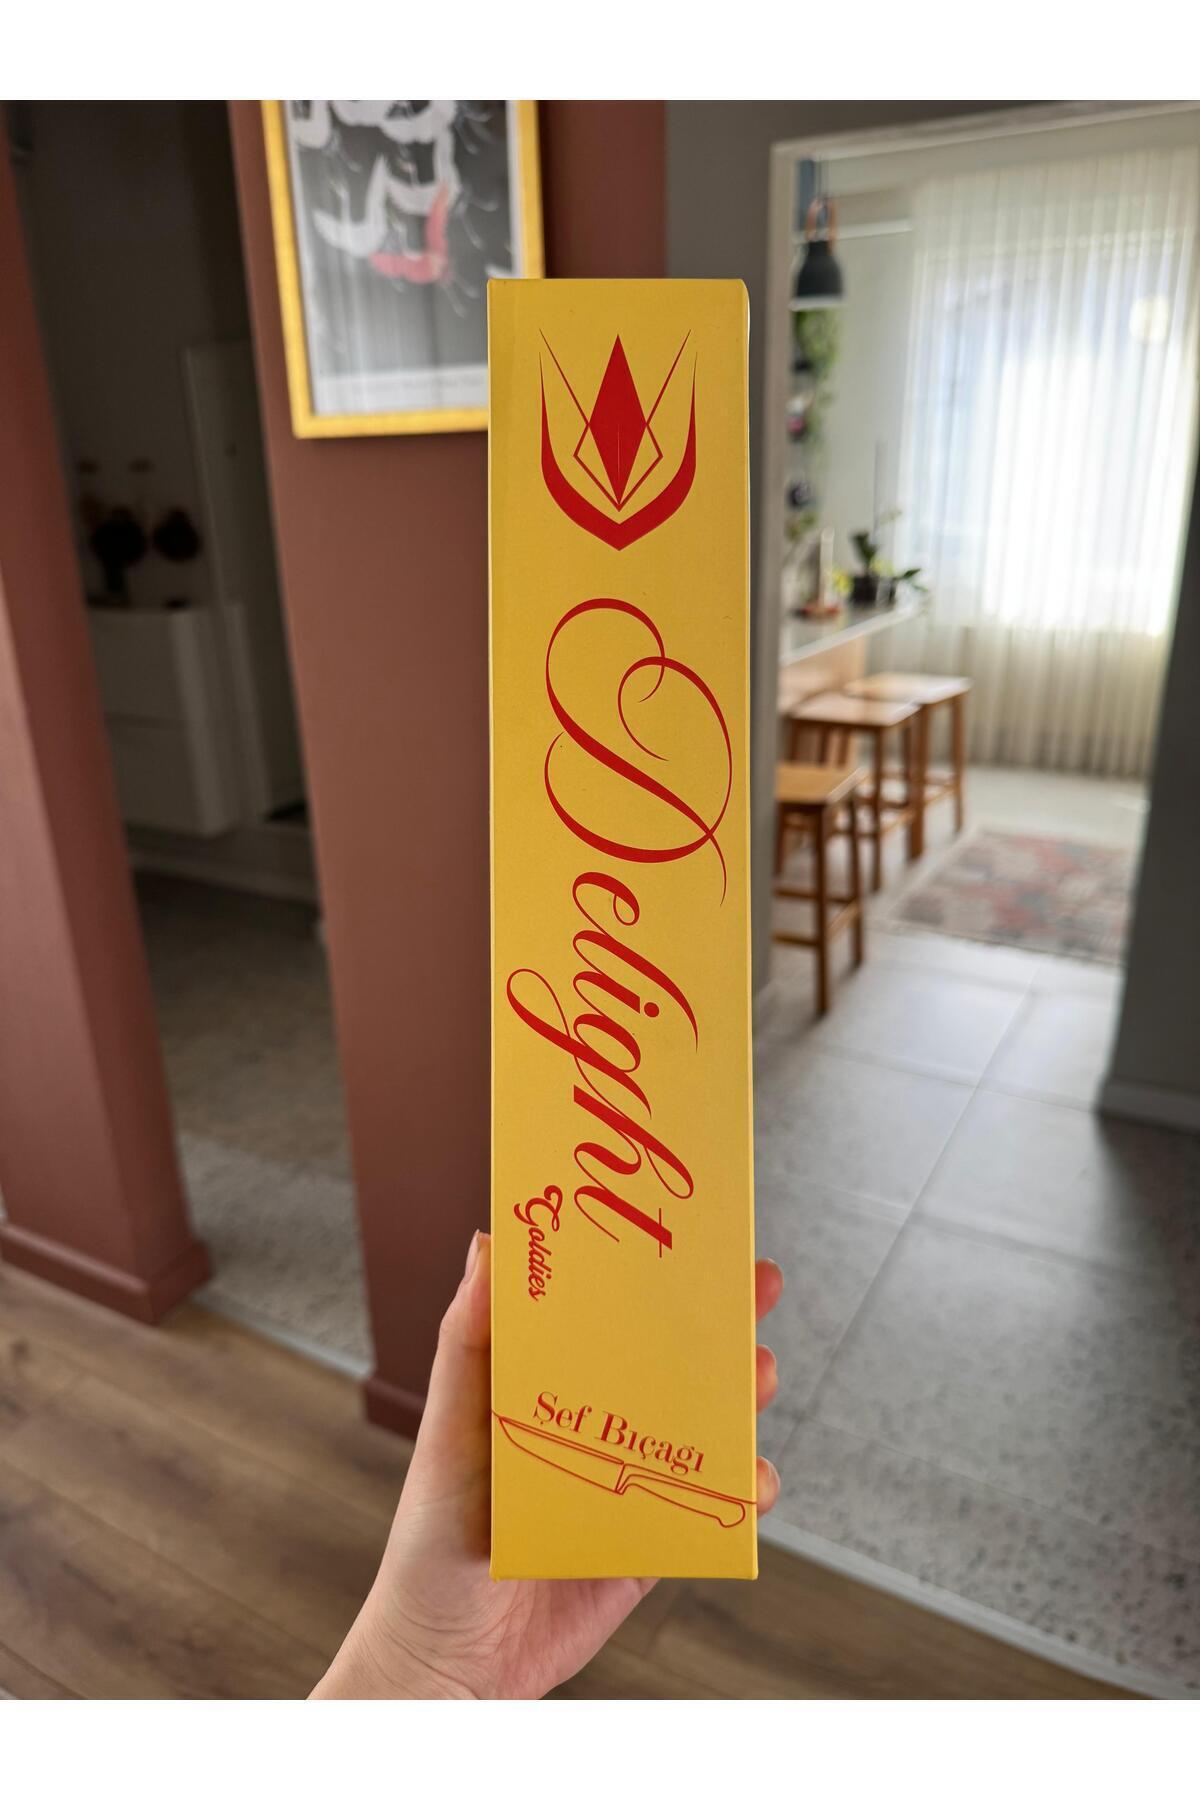 Delight
Goldies
Şef Bıçağı